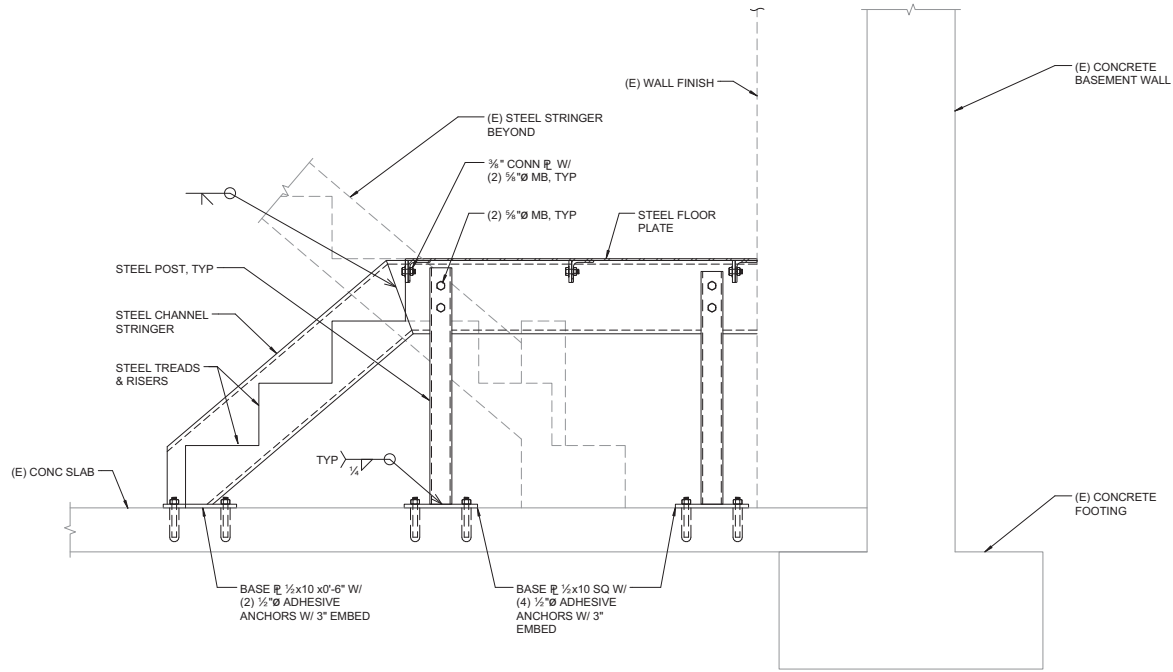 (E) CONCRETE
BASEMENT WALL
(E) WALL FINISH
(E) STEEL STRINGER
BEYOND
⅜" CONN ℙL W/
(2) ⅝"Ø MB, TYP
(2) ⅝"Ø MB, TYP
STEEL FLOOR
PLATE
STEEL POST, TYP
STEEL CHANNEL
STRINGER
STEEL TREADS
& RISERS
TYP
¼
(E) CONC SLAB
(E) CONCRETE
FOOTING
BASE ℙL ½x10 x0'-6" W/
(2) ½"Ø ADHESIVE
ANCHORS W/ 3" EMBED
BASE ℙL ½x10 SQ W/
(4) ½"Ø ADHESIVE
ANCHORS W/ 3"
EMBED